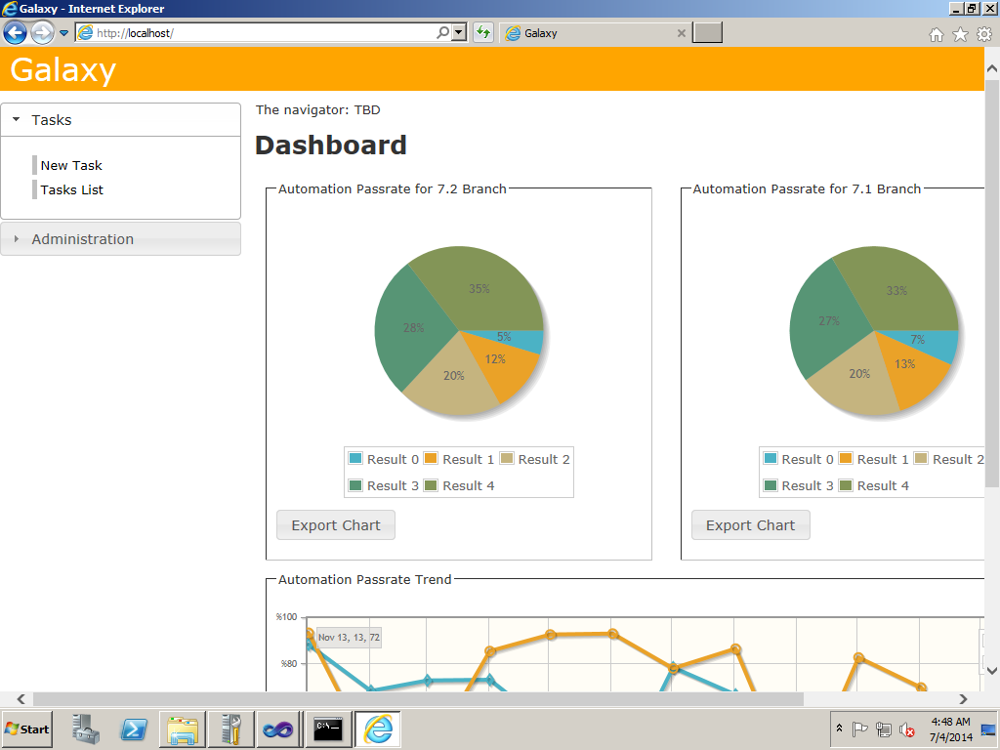 Galaxy - Internet Explorer
http://localhost/
Galaxy
Galaxy
Tasks
New Task
Tasks List
Administration
The navigator: TBD
Dashboard
Automation Passrate for 7.2 Branch
35%
28%
5%
12%
20%
Result 0 Result 1 Result 2
Result 3 Result 4
Export Chart
Automation Passrate for 7.1 Branch
33%
27%
7%
13%
20%
Result 0 Result 1 Result 2
Result 3 Result 4
Export Chart
Automation Passrate Trend
%100
Nov 13, 13, 72
%80
Start
C:\_
4:48 AM
7/4/2014